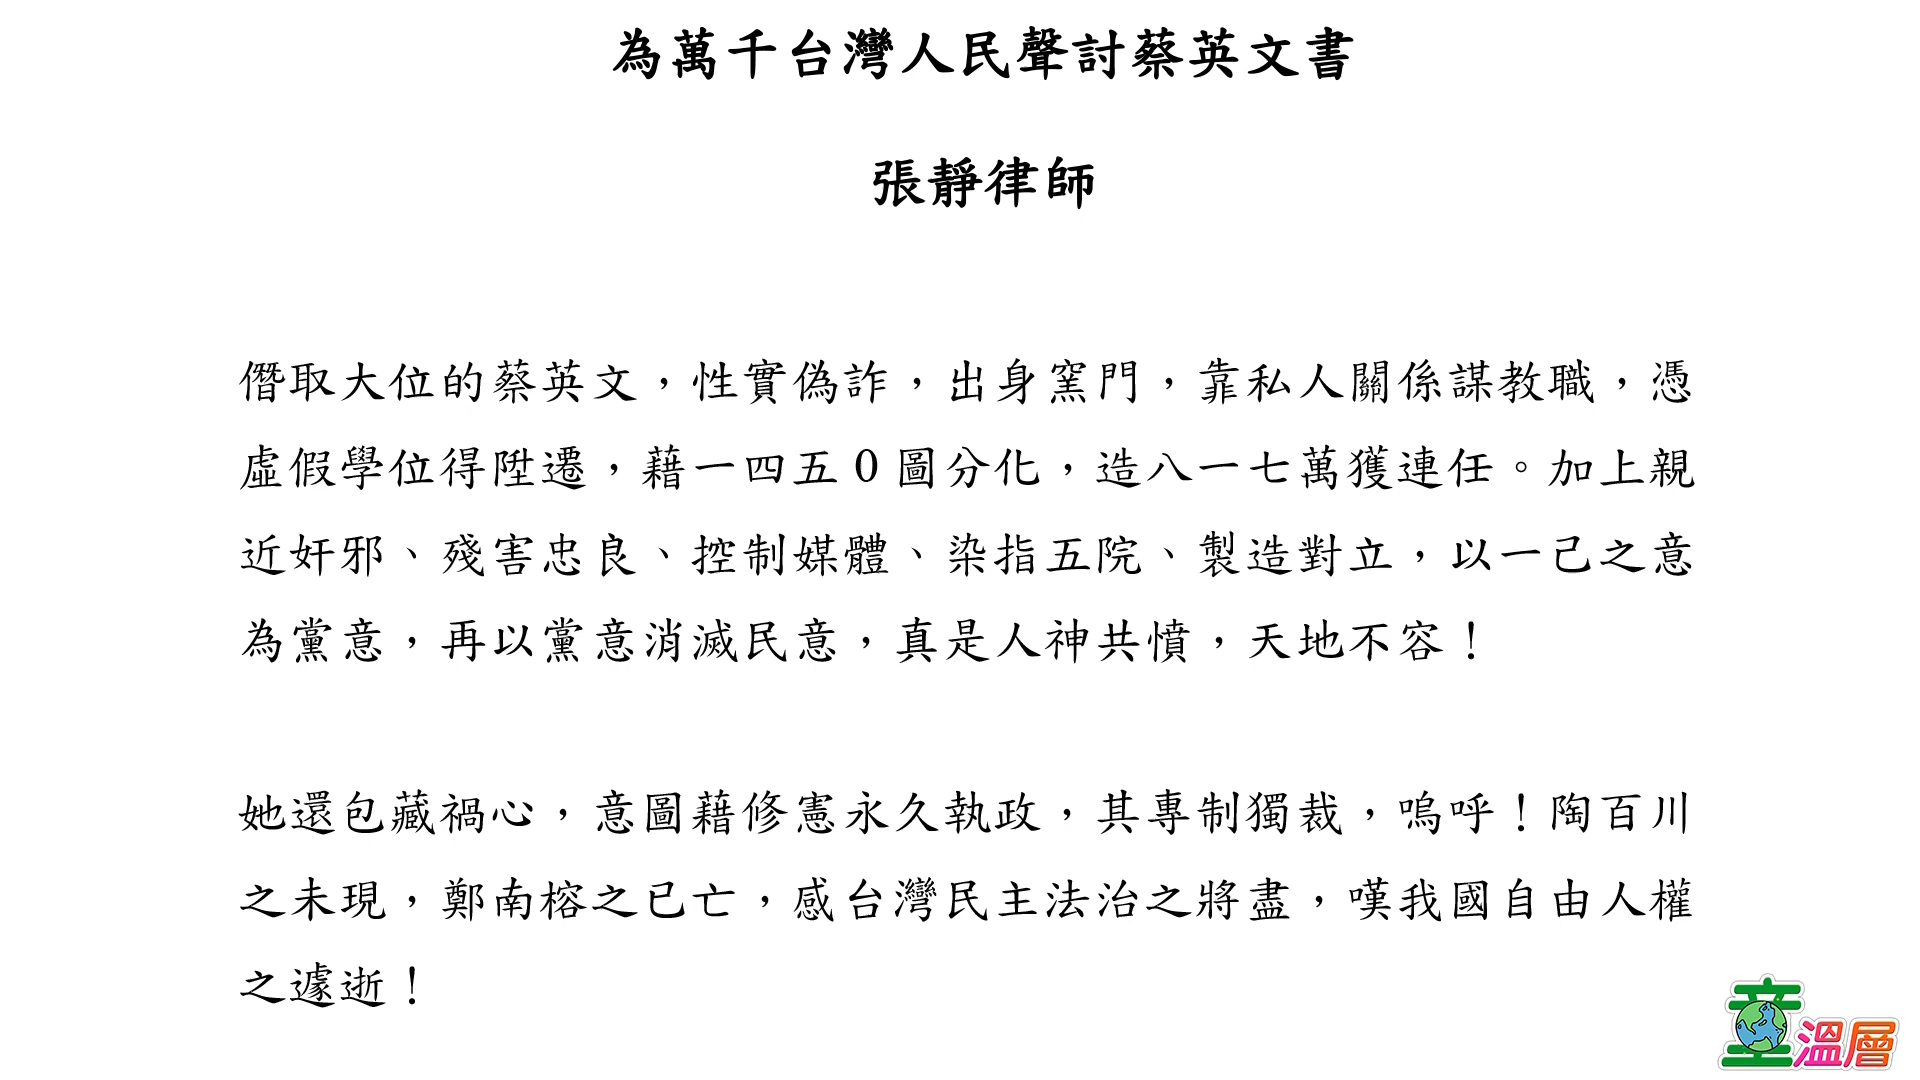 為萬千台灣人民聲討蔡英文書
張靜律師
僭取大位的蔡英文，性實偽詐，出身窯門，靠私人關係謀教職，憑
虛假學位得陞遷，藉一四五0圖分化，造八一七萬獲連任。加上親
近奸邪、殘害忠良、控制媒體、染指五院、製造對立，以一己之意
為黨意，再以黨意消滅民意，真是人神共憤，天地不容！
她還包藏禍心，意圖藉修憲永久執政，其專制獨裁，嗚呼！陶百川
之未現，鄭南榕之已亡，感台灣民主法治之將盡，嘆我國自由人權
之遽逝！
童溫層